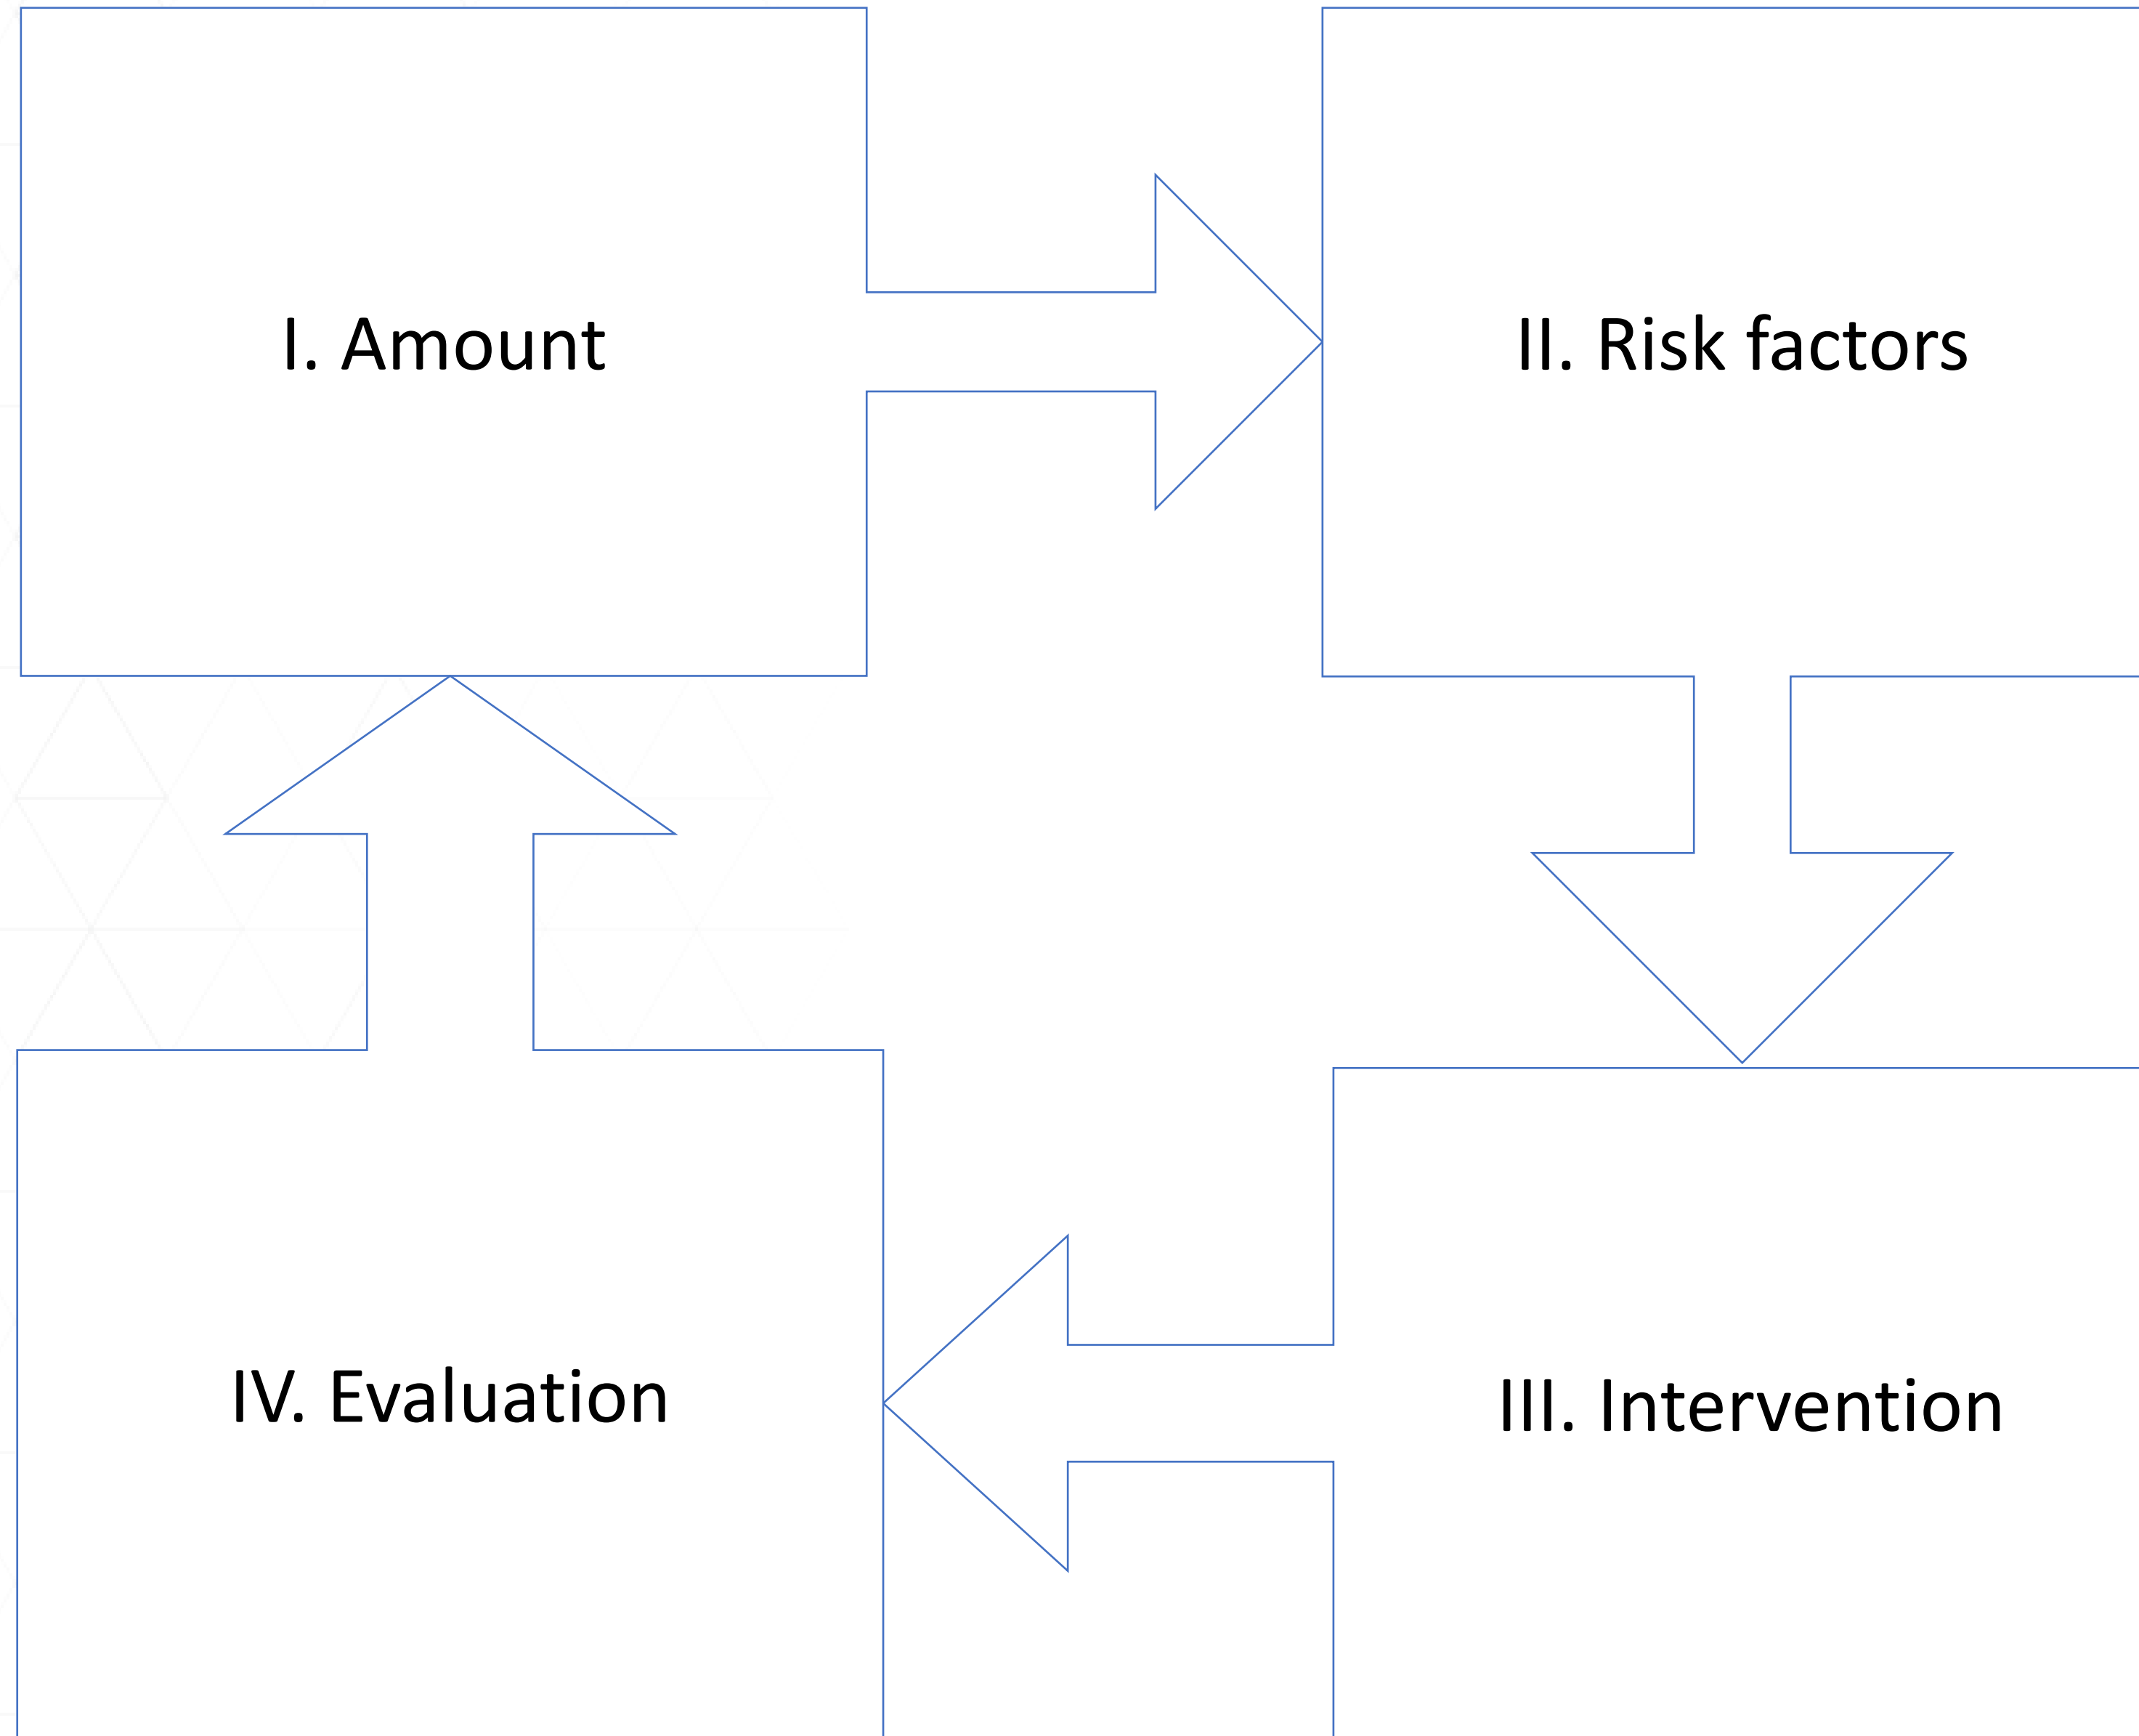 I. Amount
II. Risk factors
IV. Evaluation
III. Intervention